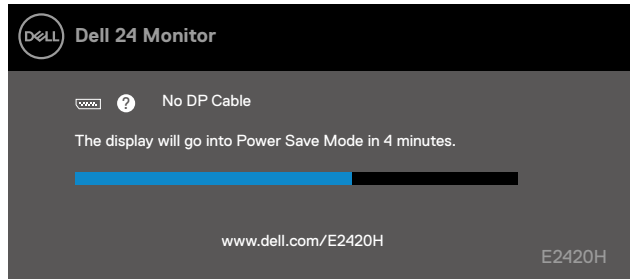 DELL
Dell 24 Monitor
? No DP Cable
The display will go into Power Save Mode in 4 minutes.
www.dell.com/E2420H
E2420H